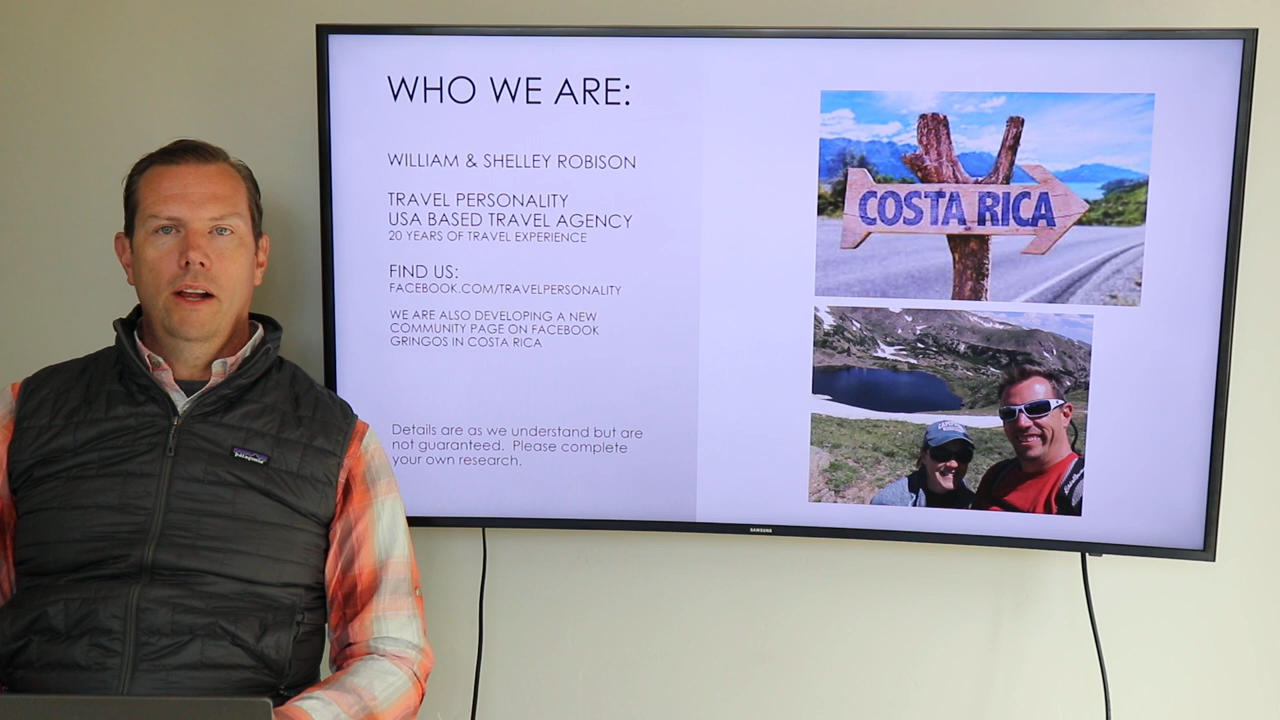 WHO WE ARE:
WILLIAM & SHELLEY ROBISON
TRAVEL PERSONALITY
USA BASED TRAVEL AGENCY
20 YEARS OF TRAVEL EXPERIENCE
FIND US:
FACEBOOK.COM/TRAVELPERSONALITY
WE ARE ALSO DEVELOPING A NEW
COMMUNITY PAGE ON FACEBOOK
GRINGOS IN COSTA RICA
Details are as we understand but are
not guaranteed. Please complete
your own research.
COSTA RICA
patagonia
SAMSUNG